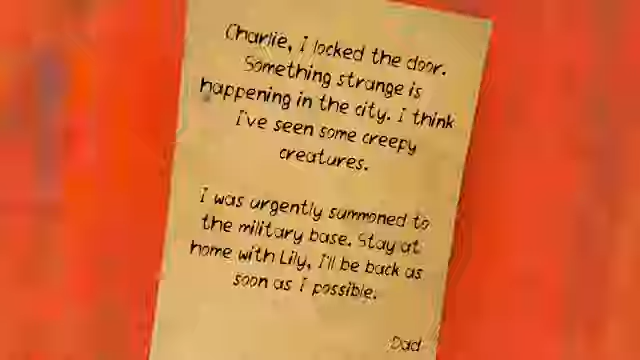 Charlie, i locked the door.
Something strange is
happening in the city. I think
I've seen some creepy
creatures.
I was urgently summoned to
the military base. Stay at
home with Lily, I'll be back as
soon as I possible.
Dad